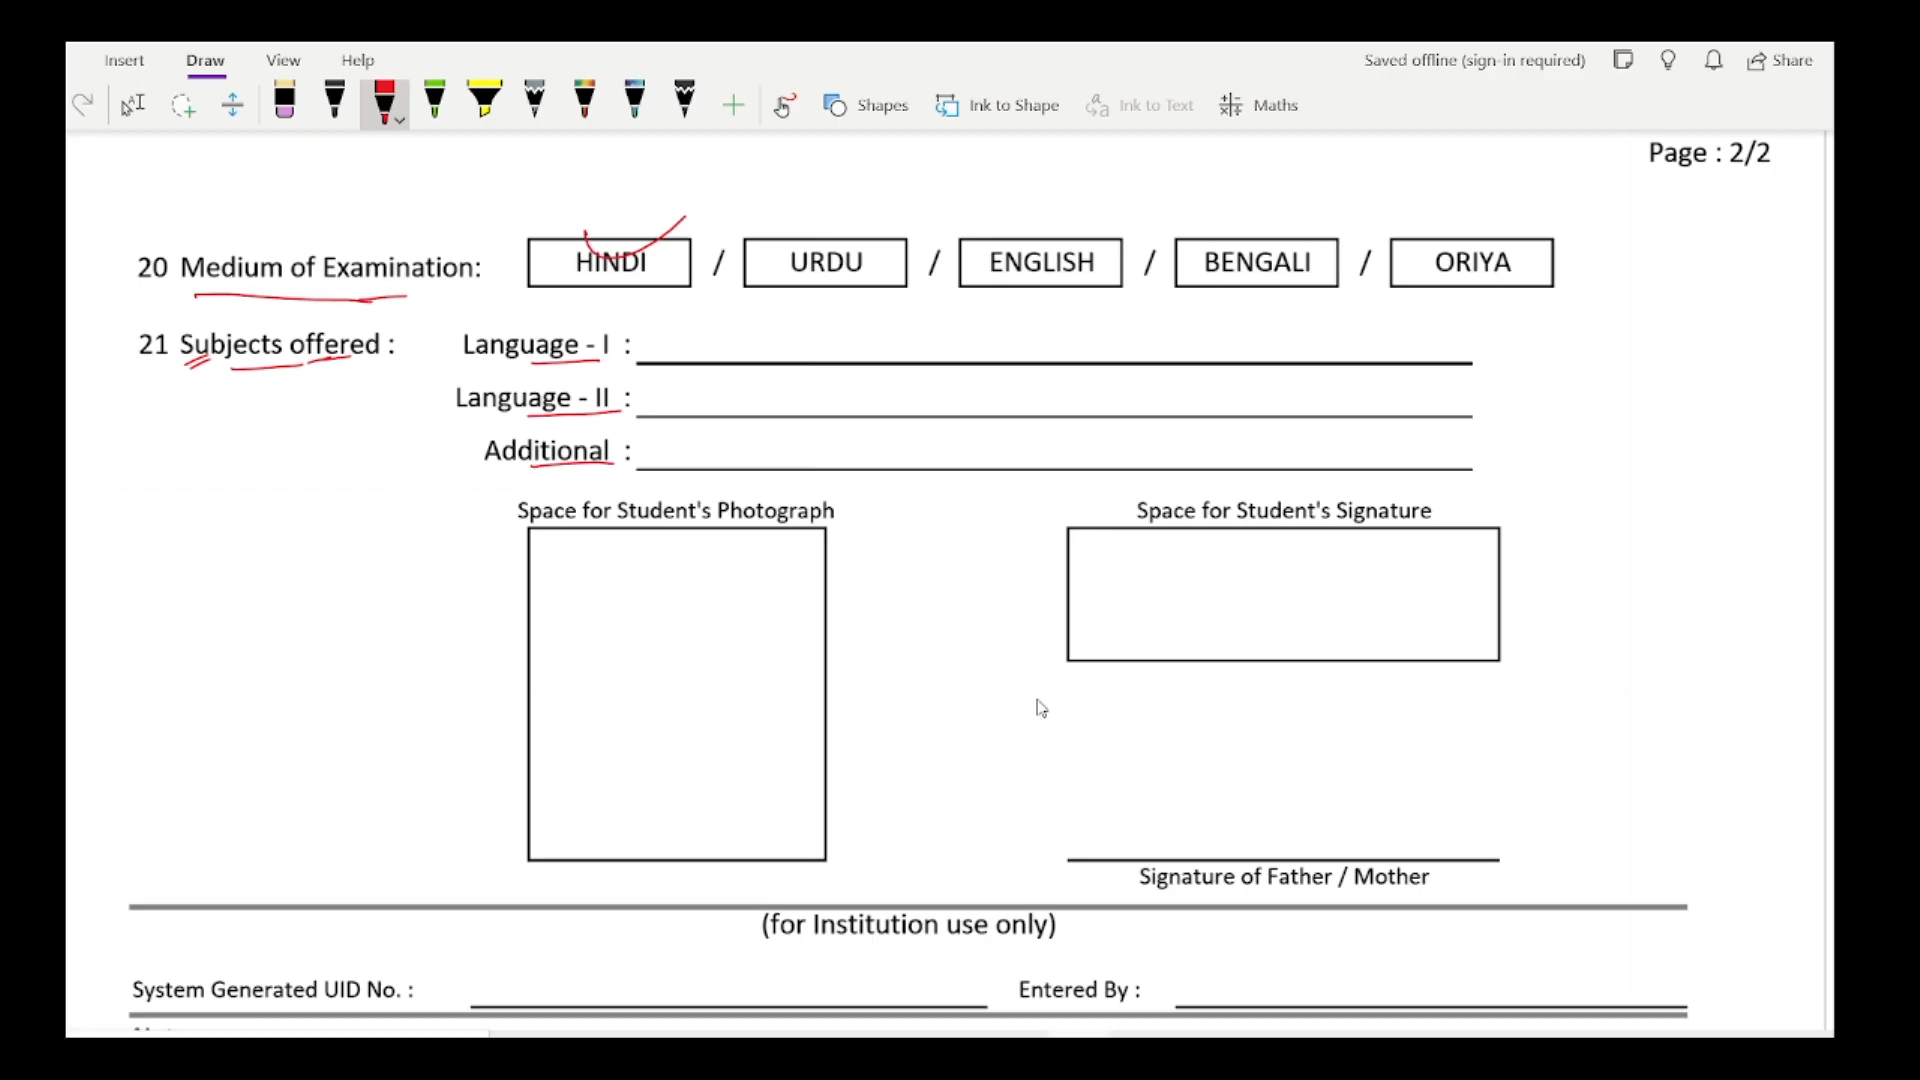 Insert Draw View Help Saved offline (sign-in required) Share
Shapes Ink to Shape Ink to Text Maths
Page : 2/2
20 Medium of Examination: HINDI / URDU / ENGLISH / BENGALI / ORIYA
21 Subjects offered : Language - I :
Language - II :
Additional :
Space for Student's Photograph Space for Student's Signature
Signature of Father / Mother
(for Institution use only)
System Generated UID No. : Entered By :